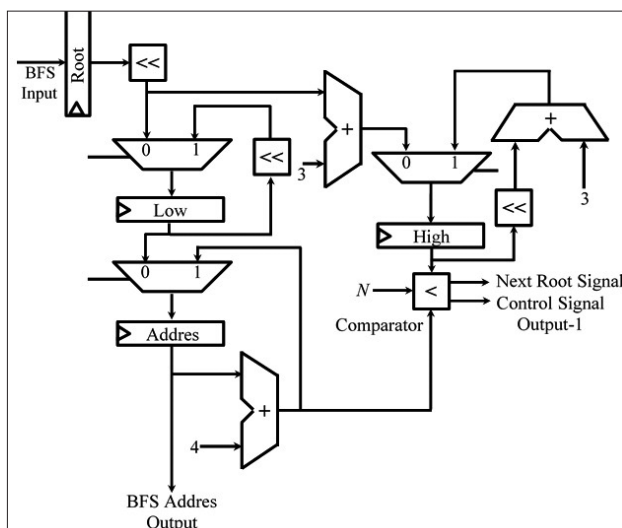 Root
<<
BFS
Input
0 1
+
3
<<
Low
0 1
+
3
<<
High
0 1
N
<
Next Root Signal
Control Signal
Output-1
Comparator
Addres
+
4
BFS Addres
Output